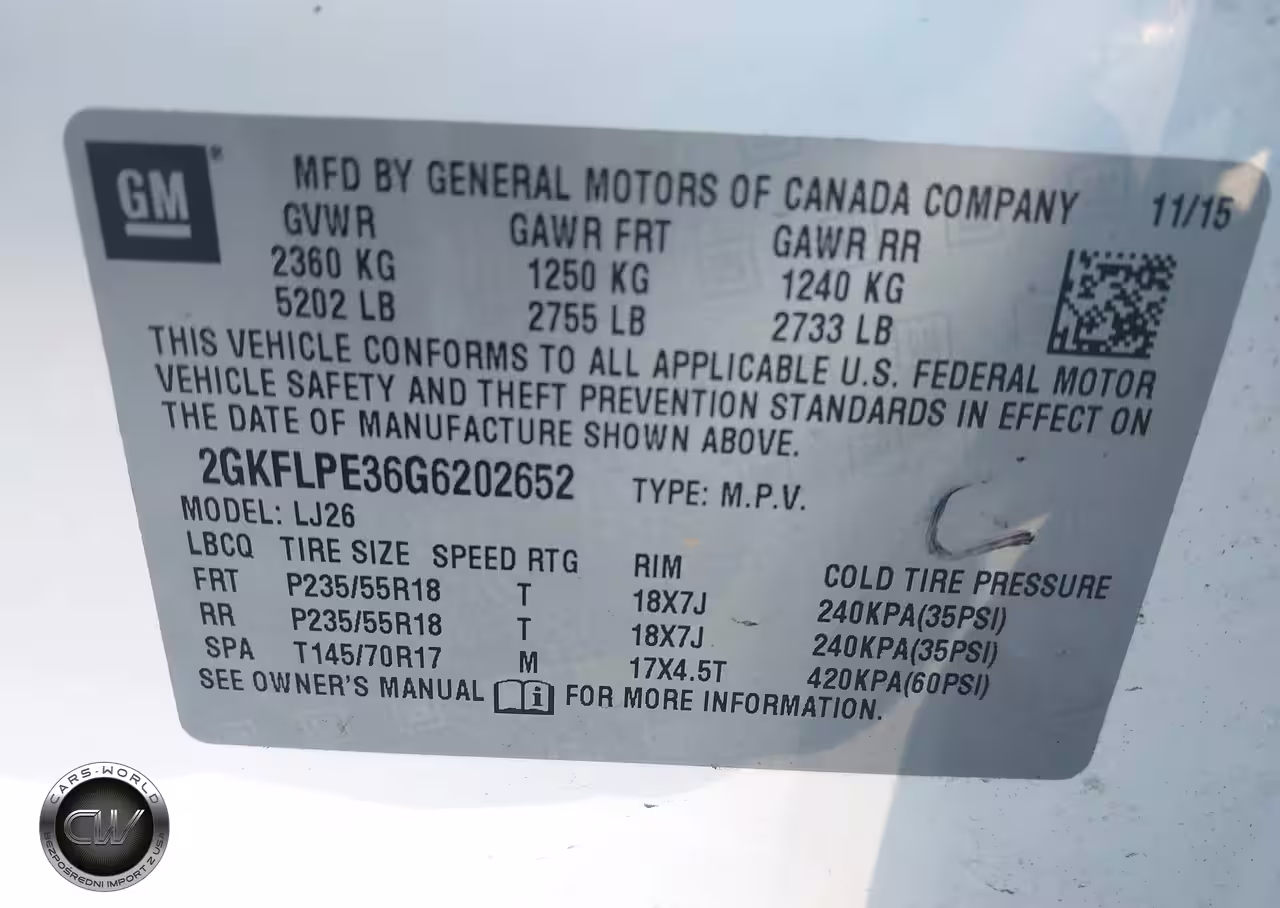 GM®
MFD BY GENERAL MOTORS OF CANADA COMPANY 11/15
GVWR GAWR FRT GAWR RR
2360 KG 1250 KG 1240 KG
5202 LB 2755 LB 2733 LB
THIS VEHICLE CONFORMS TO ALL APPLICABLE U.S. FEDERAL MOTOR
VEHICLE SAFETY AND THEFT PREVENTION STANDARDS IN EFFECT ON
THE DATE OF MANUFACTURE SHOWN ABOVE.
2GKFLPE36G6202652 TYPE: M.P.V.
MODEL: LJ26
LBCQ TIRE SIZE SPEED RTG RIM COLD TIRE PRESSURE
FRT P235/55R18 T 18X7J 240KPA(35PSI)
RR P235/55R18 T 18X7J 240KPA(35PSI)
SPA T145/70R17 M 17X4.5T 420KPA(60PSI)
SEE OWNER'S MANUAL i FOR MORE INFORMATION.
CARS-WORLD
CW
BEZPOŚREDNI IMPORT Z USA